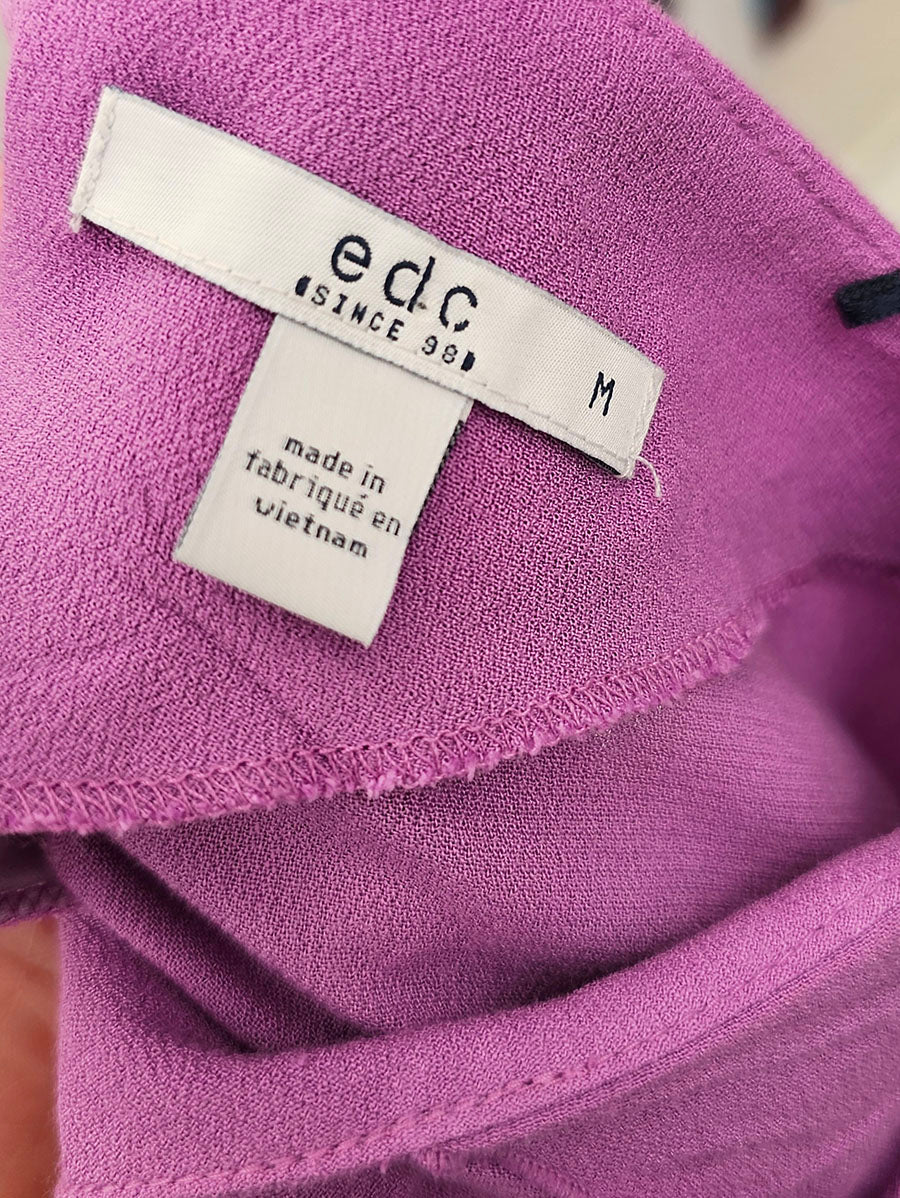 edc
SINCE 98
M
made in
fabriqué en
vietnam